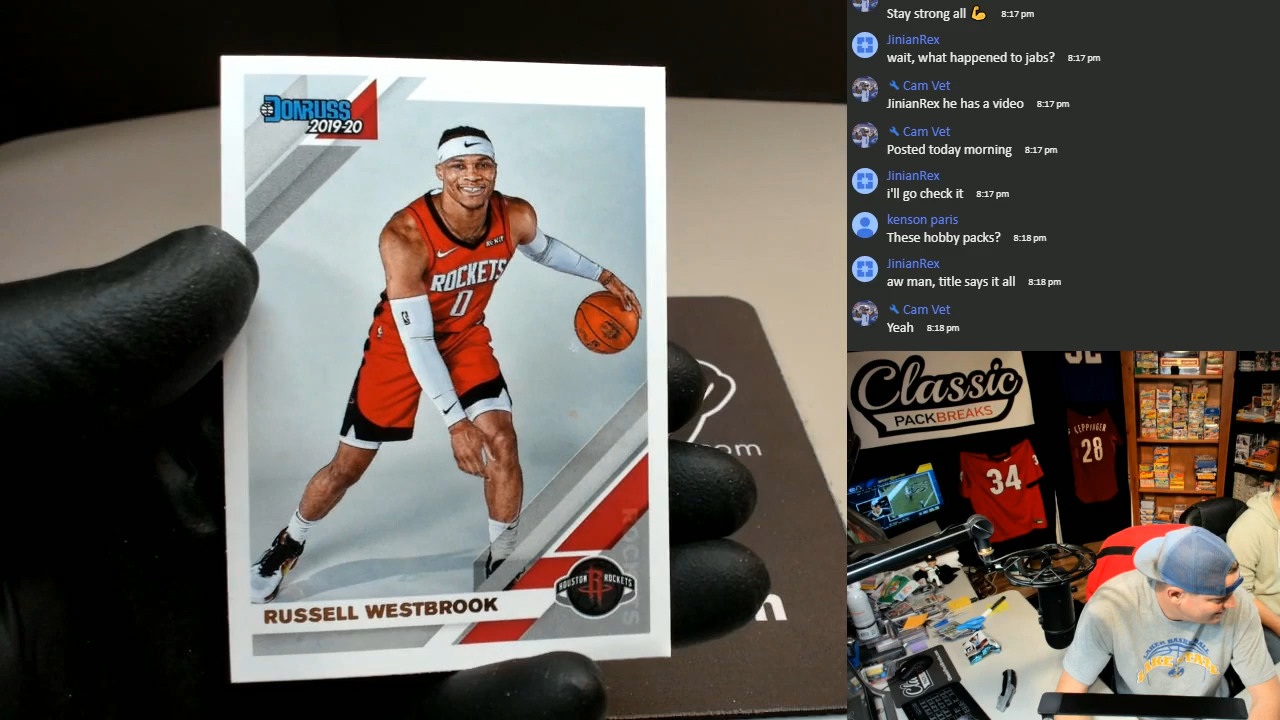 DONRUSS
2019-20
ROCKETS
0
RUSSELL WESTBROOK
HOUSTON ROCKETS
ROCKETS
Stay strong all 💪 8:17 pm
JinianRex
wait, what happened to jabs? 8:17 pm
Cam Vet
JinianRex he has a video 8:17 pm
Cam Vet
Posted today morning 8:17 pm
JinianRex
i'll go check it 8:17 pm
kenson paris
These hobby packs? 8:18 pm
JinianRex
aw man, title says it all 8:18 pm
Cam Vet
Yeah 8:18 pm
Classic
PACKBREAKS
34
KEPPINGER
28